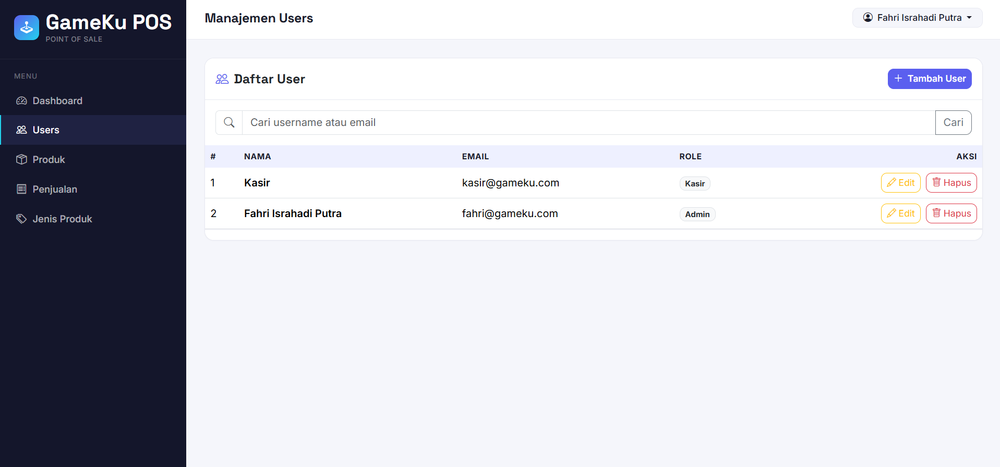 GameKu POS
POINT OF SALE
MENU
Dashboard
Users
Produk
Penjualan
Jenis Produk
Manajemen Users
Fahri Israhadi Putra
Daftar User
Tambah User
Cari username atau email
Cari
# NAMA EMAIL ROLE AKSI
1 Kasir kasir@gameku.com Kasir Edit Hapus
2 Fahri Israhadi Putra fahri@gameku.com Admin Edit Hapus